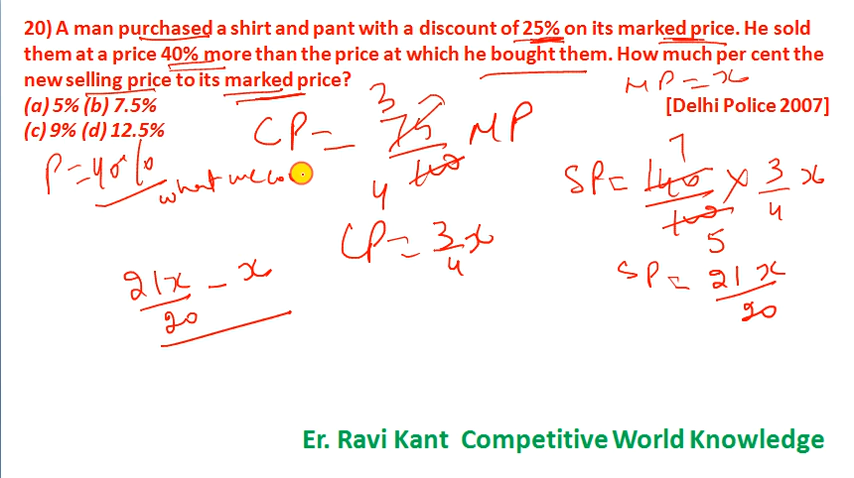 20) A man purchased a shirt and pant with a discount of 25% on its marked price. He sold
them at a price 40% more than the price at which he bought them. How much per cent the
new selling price to its marked price?
MP = x
(a) 5% (b) 7.5%
[Delhi Police 2007]
(c) 9% (d) 12.5%
CP = 3 75/100 4 MP
P = 40%
what we
SP = 7 140/100 5 × 3/4 x
CP = 3/4 x
SP = 21x/20
21x/20 - x
Er. Ravi Kant Competitive World Knowledge